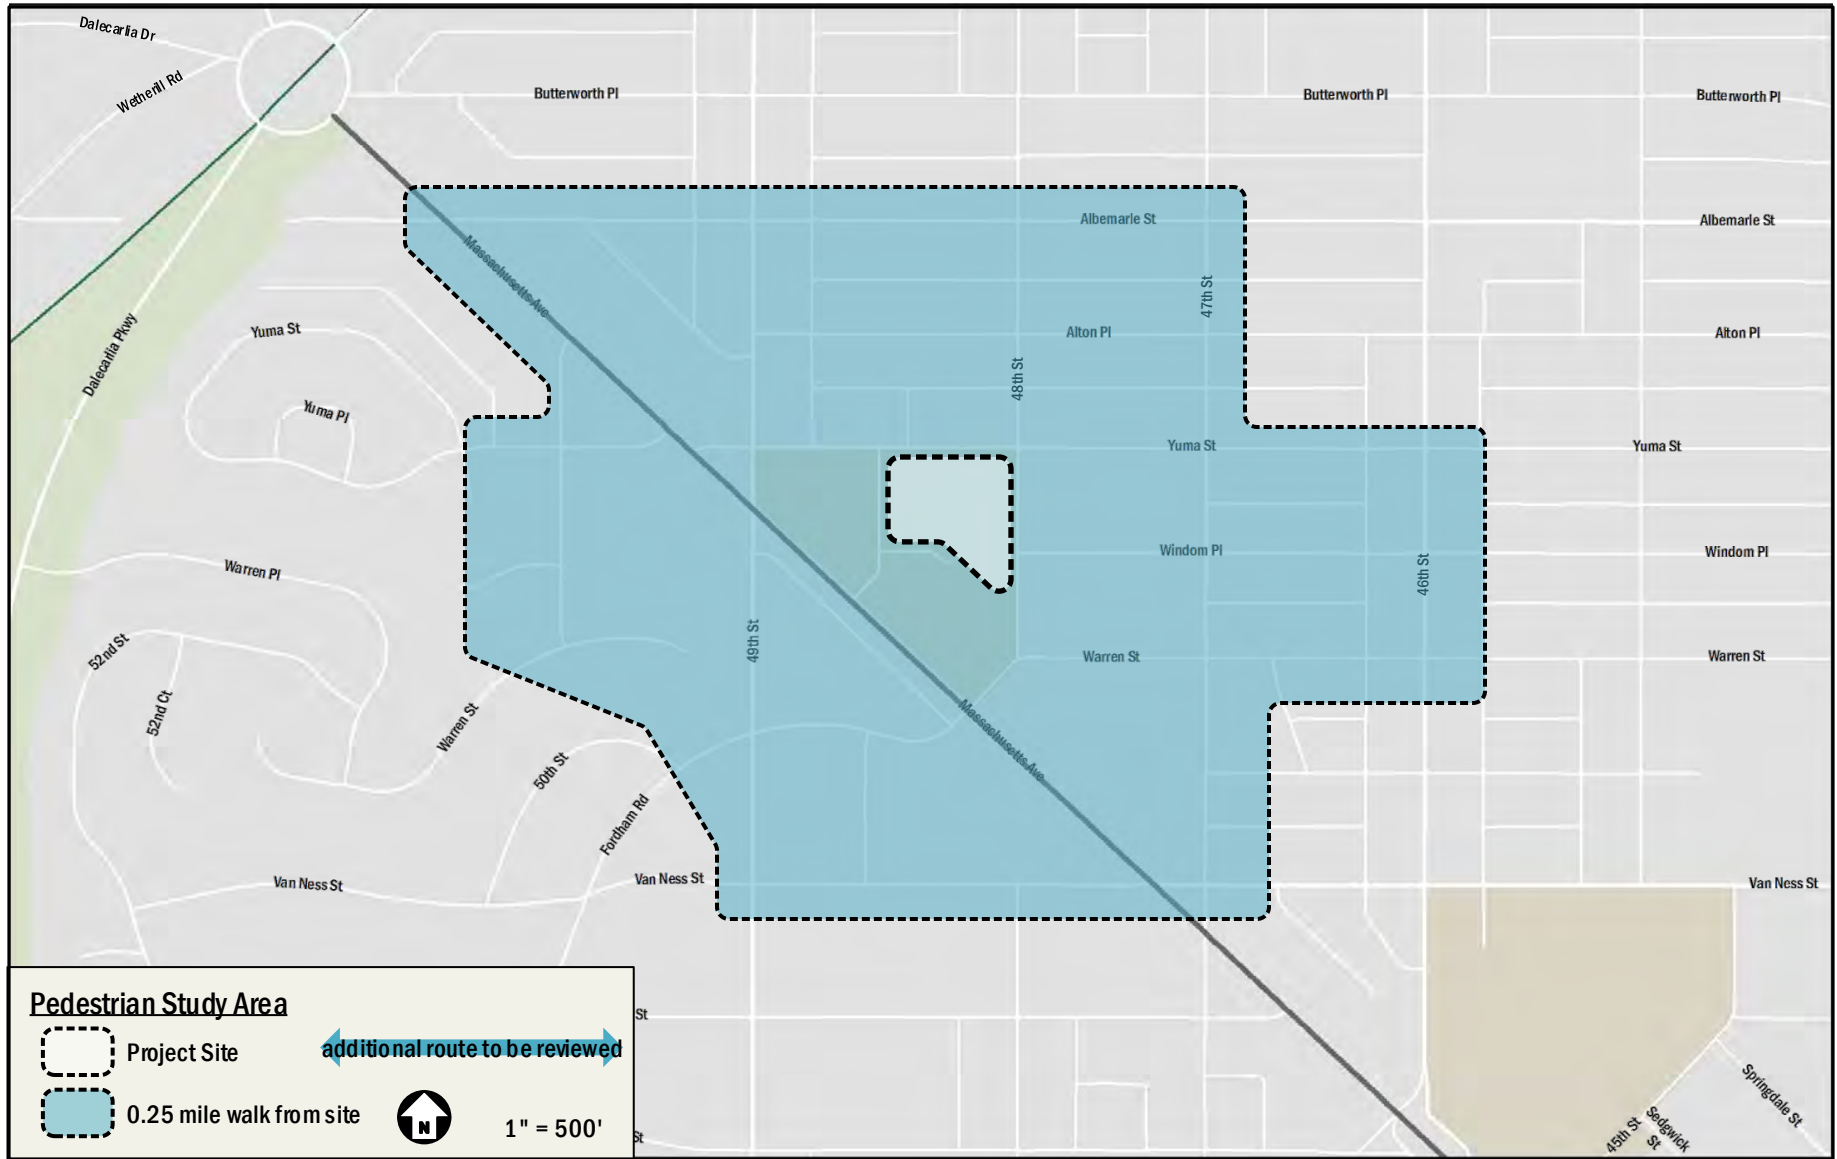 Dalecarlia Dr
Wetherill Rd
Butterworth Pl
Butterworth Pl
Butterworth Pl
Albemarle St
Albemarle St
Massachusetts Ave
47th St
Yuma St
Alton Pl
Alton Pl
Dalecarlia Pkwy
48th St
Yuma Pl
Yuma St
Yuma St
Windom Pl
Windom Pl
Warren Pl
46th St
52nd St
49th St
Warren St
Warren St
52nd Ct
Warren St
Massachusetts Ave
50th St
Fordham Rd
Van Ness St
Van Ness St
Van Ness St
Pedestrian Study Area
Project Site
additional route to be reviewed
0.25 mile walk from site
N
1" = 500'
St
St
Springdale St
45th St
Sedgwick
St